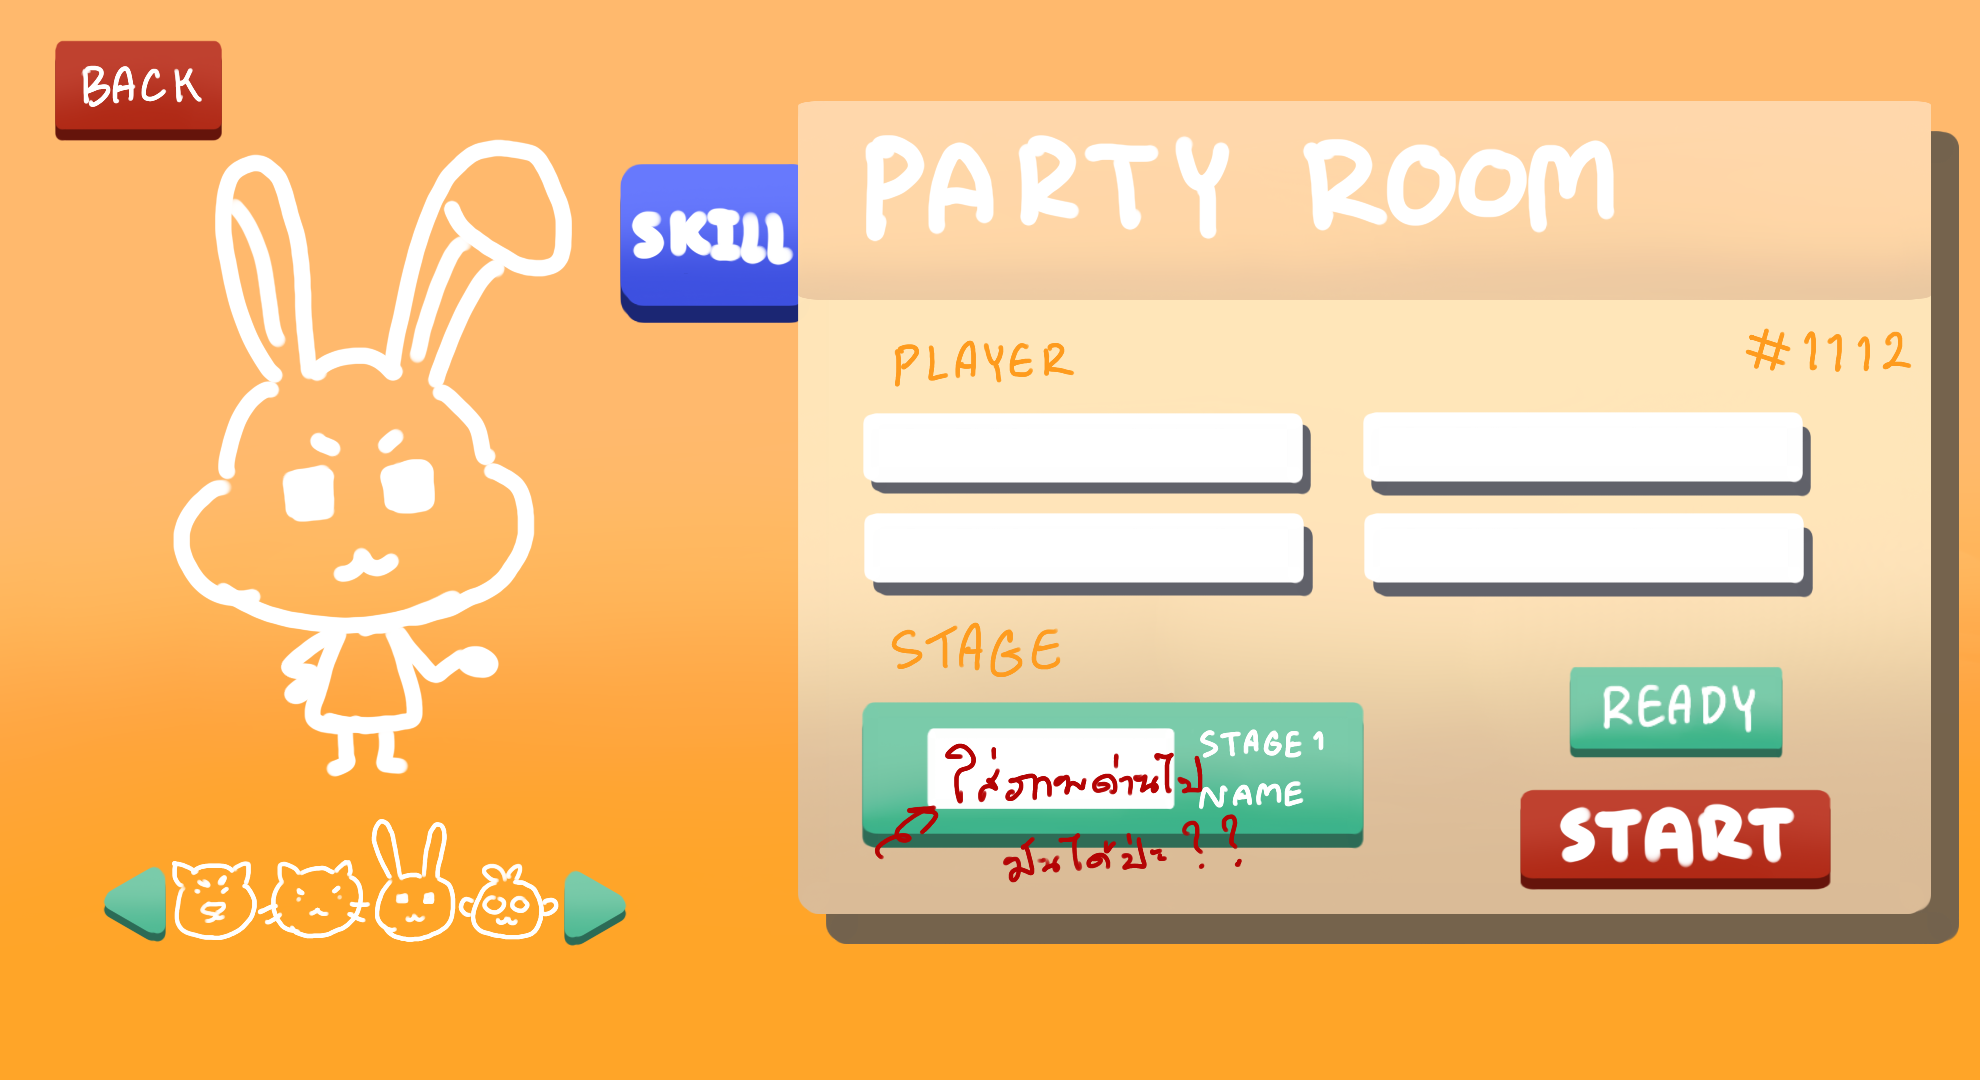 BACK
SKILL
PARTY ROOM
PLAYER
#1112
STAGE
STAGE 1
NAME
ใส่ภาพด่านไป
มันได้ป่ะ??
READY
START